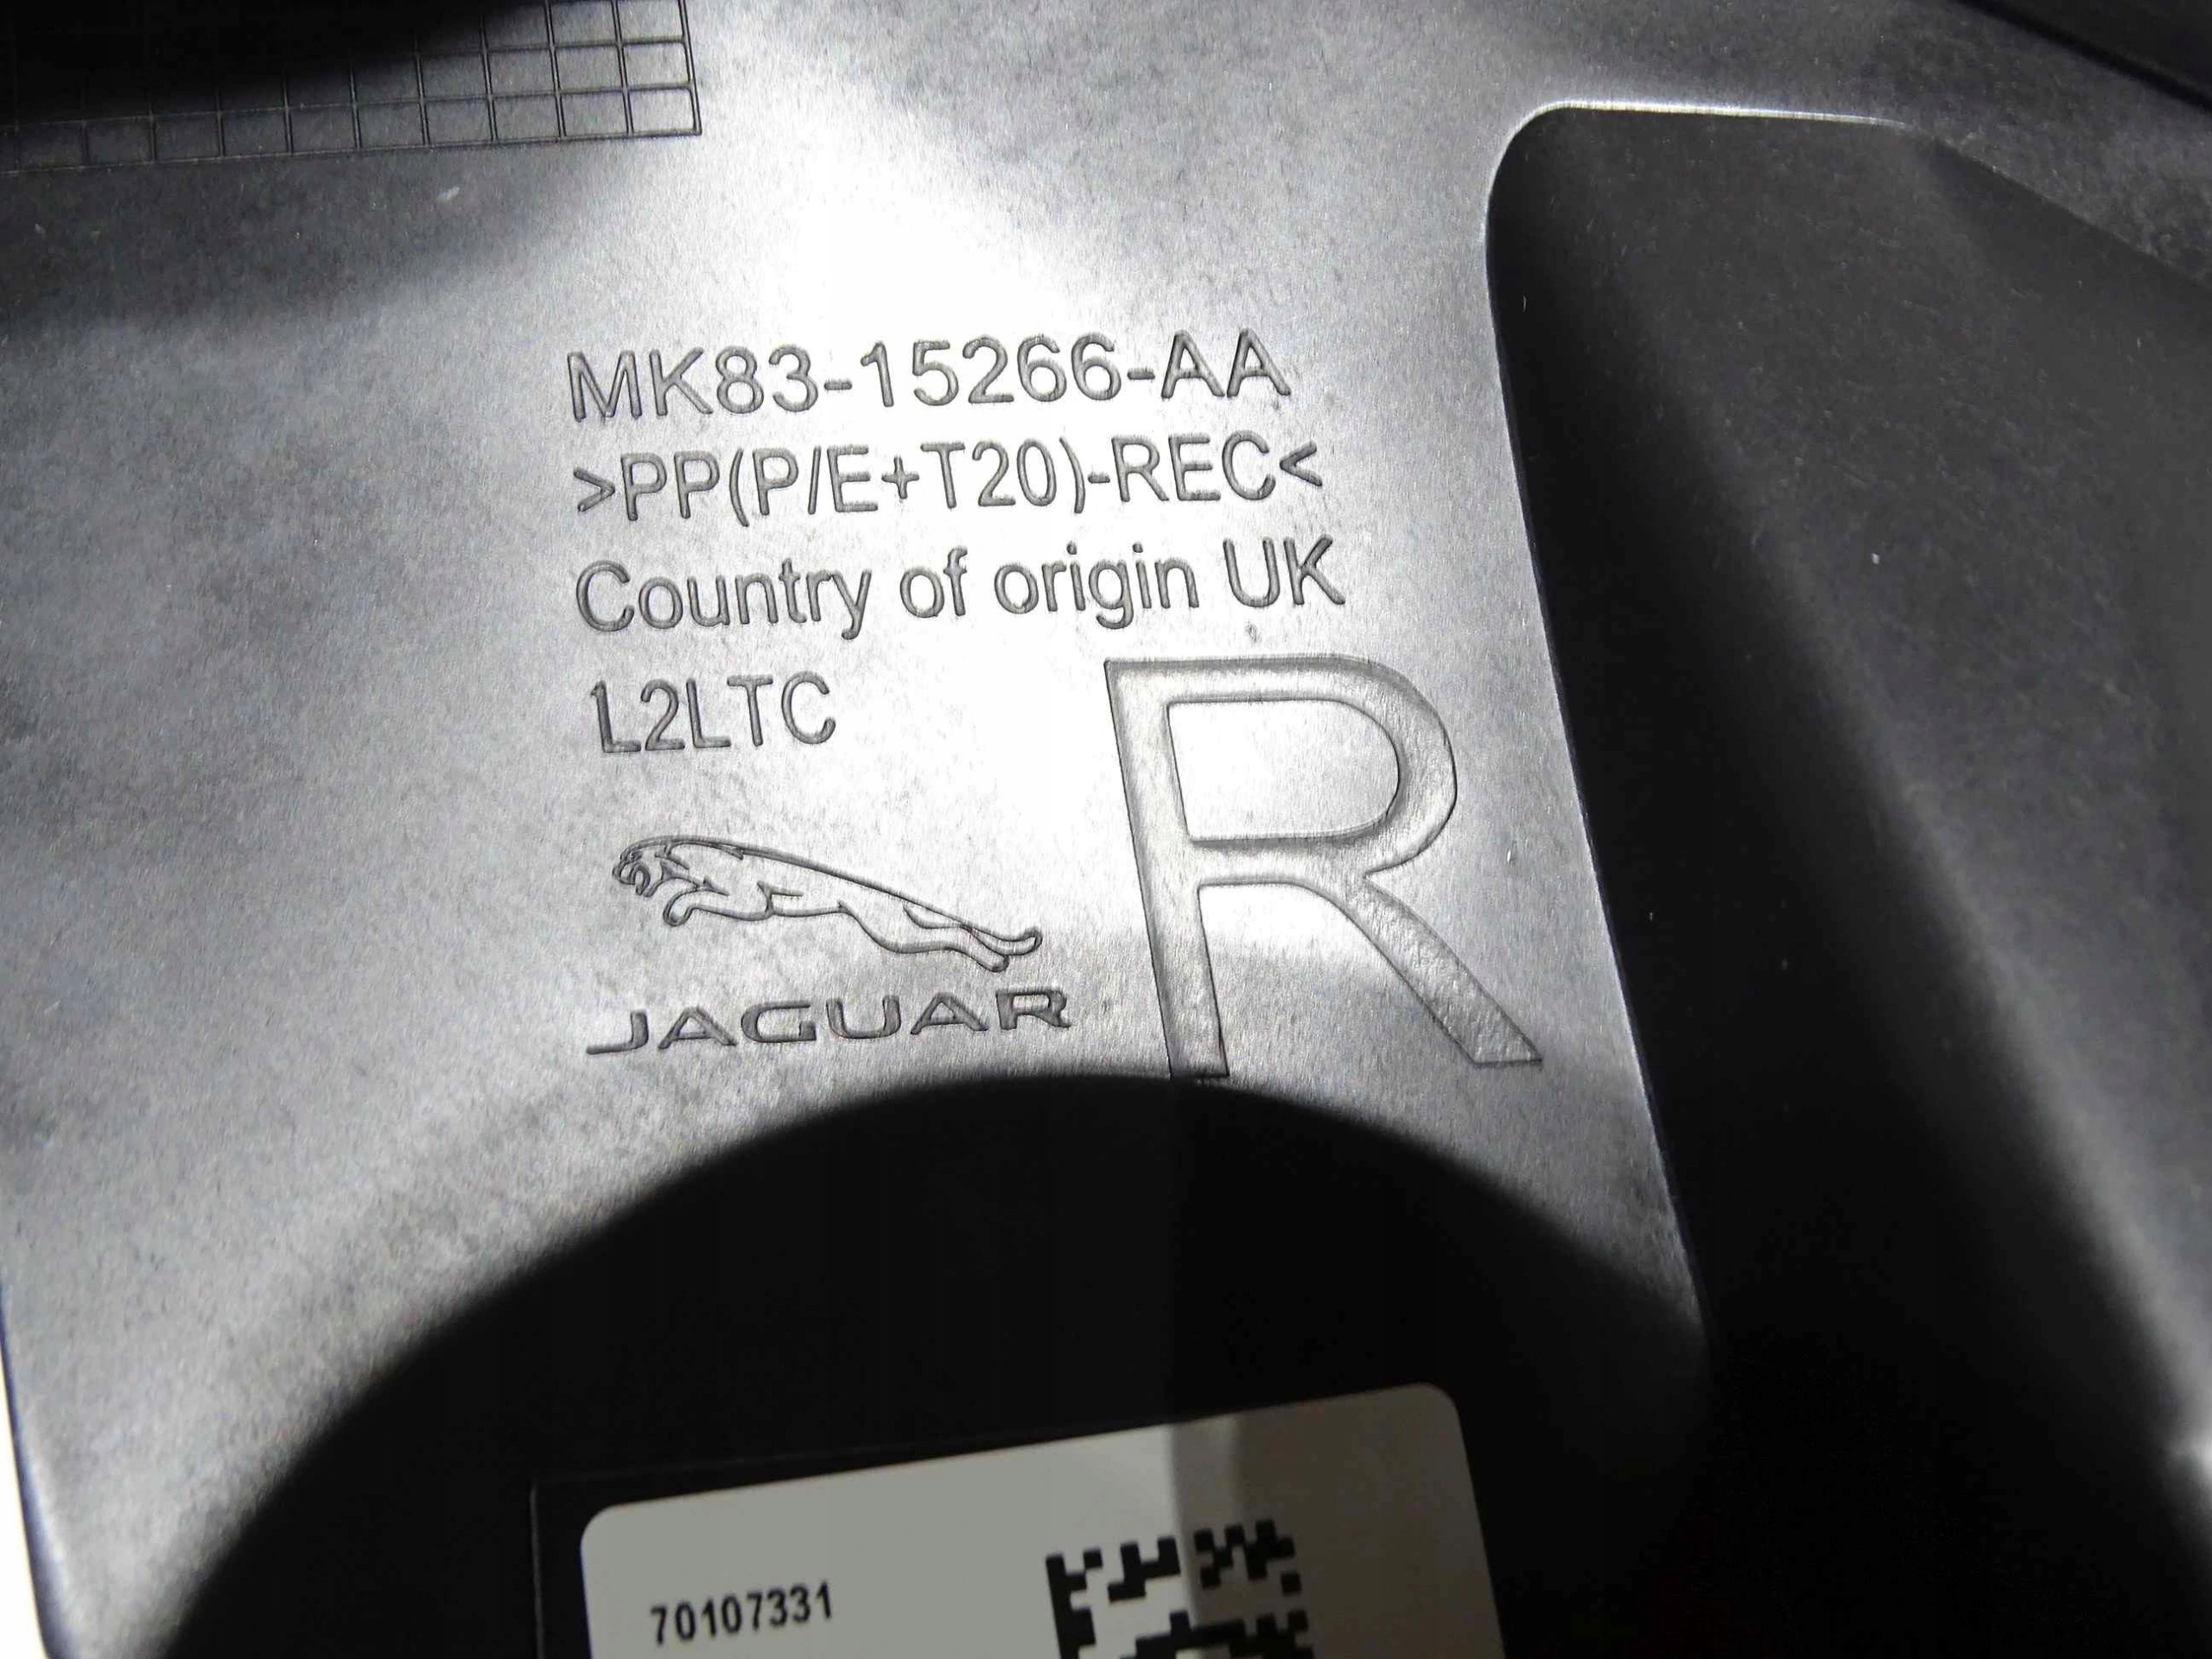 MK83-15266-AA
>PP(P/E+T20)-REC<
Country of origin UK
L2LTC
R
JAGUAR
70107331